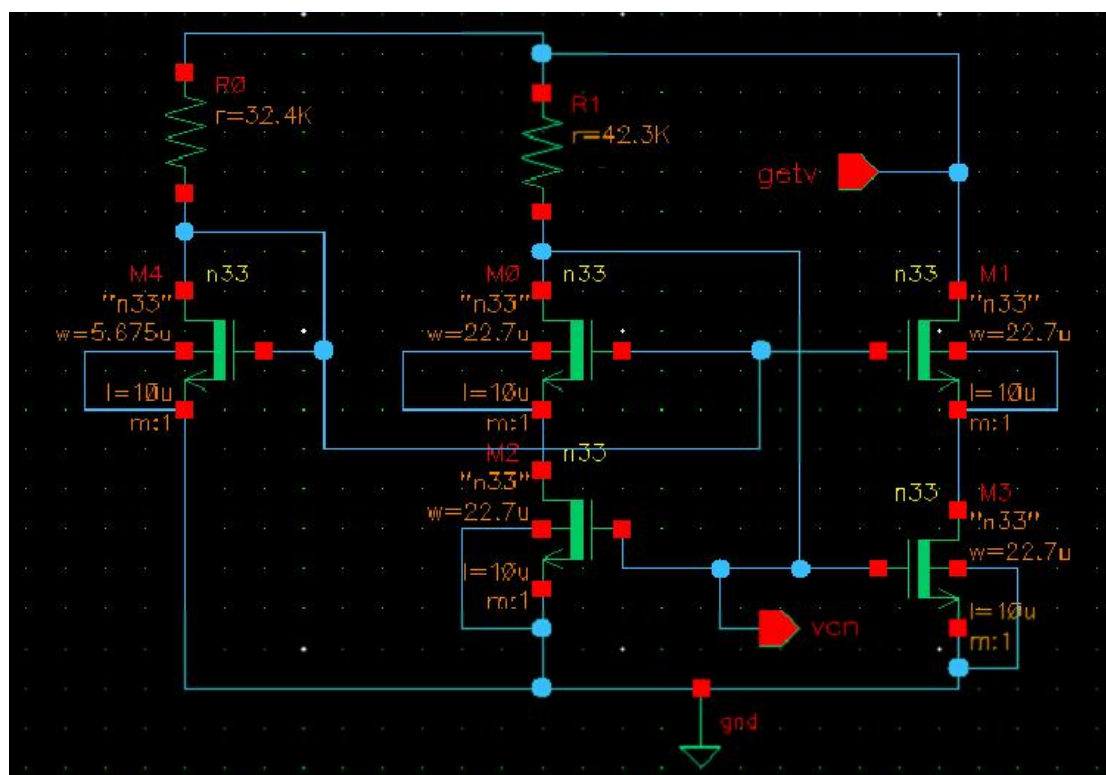 R0
r=32.4K
R1
r=42.3K
getv
M4
n33
"n33"
w=5.675u
l=10u
m:1
M0
n33
"n33"
w=22.7u
l=10u
m:1
n33
M1
"n33"
w=22.7u
l=10u
m:1
M2
n33
"n33"
w=22.7u
l=10u
m:1
n33
M3
"n33"
w=22.7u
l=10u
m:1
vcn
gnd